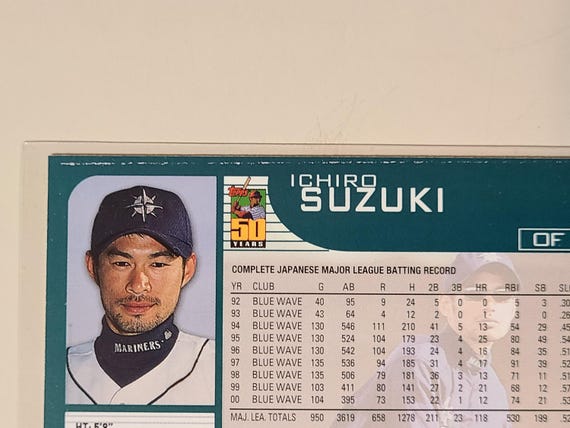 ICHIRO
SUZUKI
Topps
50
YEARS
OF
COMPLETE JAPANESE MAJOR LEAGUE BATTING RECORD
YR CLUB G AB R H 2B 3B HR RBI SB SLG
92 BLUE WAVE 40 95 9 24 5 0 0 5 3
93 BLUE WAVE 43 64 4 12 2 0 1 3 0
94 BLUE WAVE 130 546 111 210 41 5 13 54 29
95 BLUE WAVE 130 524 104 179 23 4 25 80 49
96 BLUE WAVE 130 542 104 193 24 4 16 84 35
97 BLUE WAVE 135 536 94 185 31 4 17 91 39
98 BLUE WAVE 135 506 79 181 36 3 13 71 11
99 BLUE WAVE 103 411 80 141 27 2 21 68 12
00 BLUE WAVE 104 395 73 153 22 1 12 74 21
MAJ. LEA. TOTALS 950 3619 658 1278 211 23 118 530 199
MARINERS
HT: 5'9"